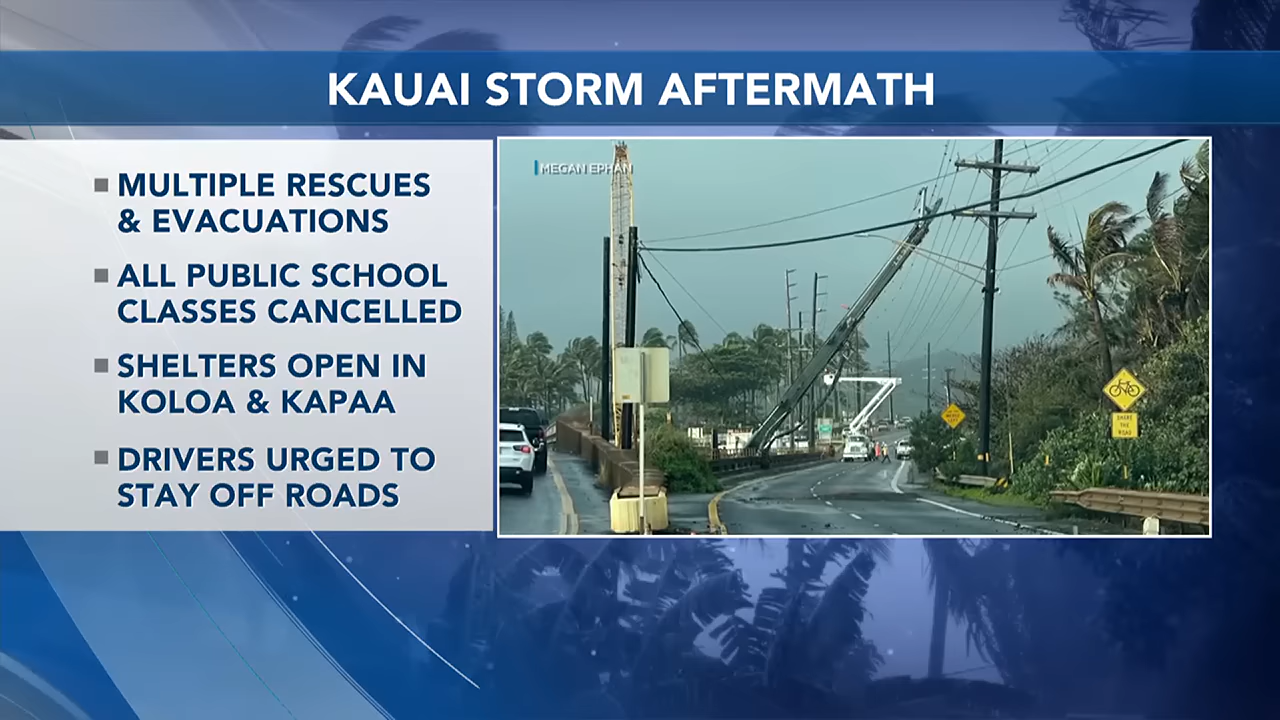 KAUAI STORM AFTERMATH
MULTIPLE RESCUES
& EVACUATIONS
ALL PUBLIC SCHOOL
CLASSES CANCELLED
SHELTERS OPEN IN
KOLOA & KAPAA
DRIVERS URGED TO
STAY OFF ROADS
MEGAN EPHAN
SHARE
THE
ROAD